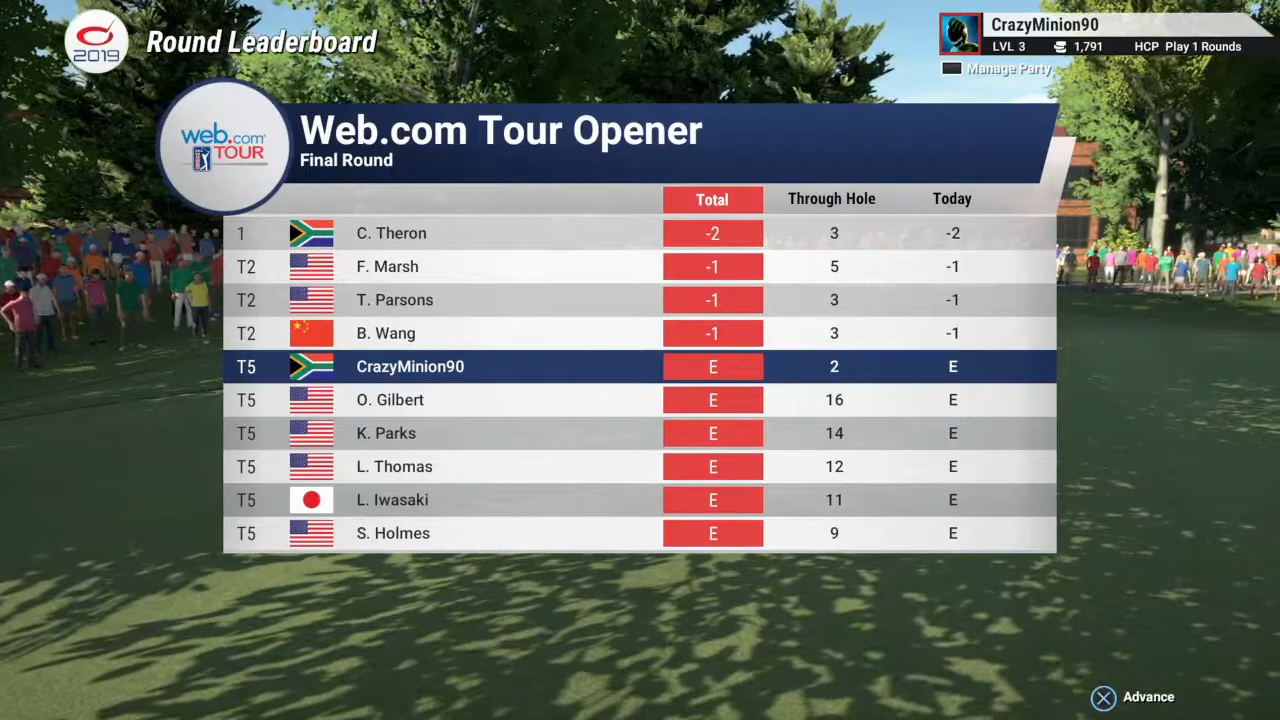 2019
Round Leaderboard
CrazyMinion90
LVL 3 1,791 HCP Play 1 Rounds
Manage Party
web.com
PGA TOUR
TOUR
Web.com Tour Opener
Final Round
Total Through Hole Today
1 C. Theron -2 3 -2
T2 F. Marsh -1 5 -1
T2 T. Parsons -1 3 -1
T2 B. Wang -1 3 -1
T5 CrazyMinion90 E 2 E
T5 O. Gilbert E 16 E
T5 K. Parks E 14 E
T5 L. Thomas E 12 E
T5 L. Iwasaki E 11 E
T5 S. Holmes E 9 E
Advance